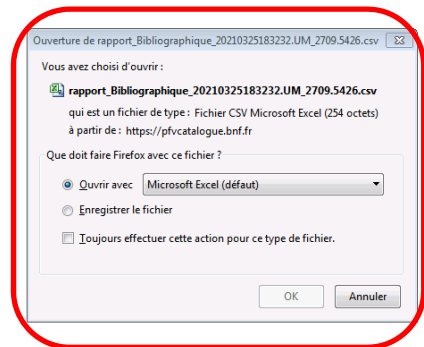 Ouverture de rapport_Bibliographique_20210325183232.UM_2709.5426.csv
Vous avez choisi d'ouvrir :
rapport_Bibliographique_20210325183232.UM_2709.5426.csv
qui est un fichier de type : Fichier CSV Microsoft Excel (254 octets)
à partir de : https://pfvcatalogue.bnf.fr
Que doit faire Firefox avec ce fichier ?
Ouvrir avec Microsoft Excel (défaut)
Enregistrer le fichier
Toujours effectuer cette action pour ce type de fichier.
OK Annuler